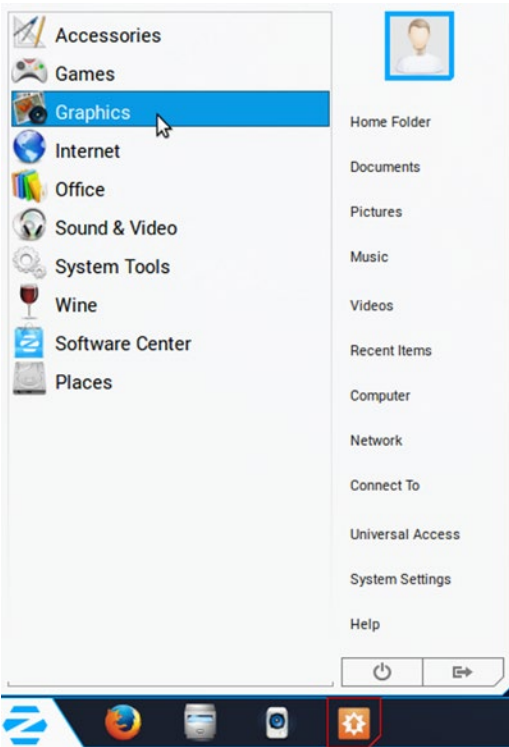 Accessories
Games
Graphics
Internet
Office
Sound & Video
System Tools
Wine
Software Center
Places
Home Folder
Documents
Pictures
Music
Videos
Recent Items
Computer
Network
Connect To
Universal Access
System Settings
Help